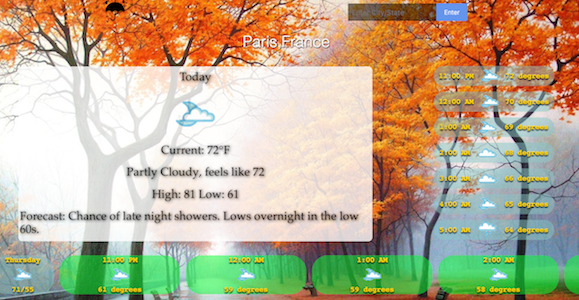 Enter
Paris,France
Today
Current: 72°F
Partly Cloudy, feels like 72
High: 81 Low: 61
Forecast: Chance of late night showers. Lows overnight in the low
60s.
11:00 PM 72 degrees
12:00 AM 70 degrees
1:00 AM 69 degrees
2:00 AM 68 degrees
3:00 AM 66 degrees
4:00 AM 65 degrees
5:00 AM 64 degrees
Thursday
71/55
11:00 PM
61 degrees
12:00 AM
59 degrees
1:00 AM
59 degrees
2:00 AM
58 degrees